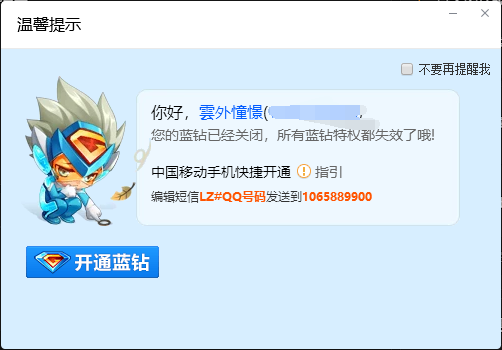 温馨提示
不要再提醒我
你好，雲外憧憬(
您的蓝钻已经关闭，所有蓝钻特权都失效了哦!
中国移动手机快捷开通 指引
编辑短信LZ#QQ号码发送到1065889900
开通蓝钻